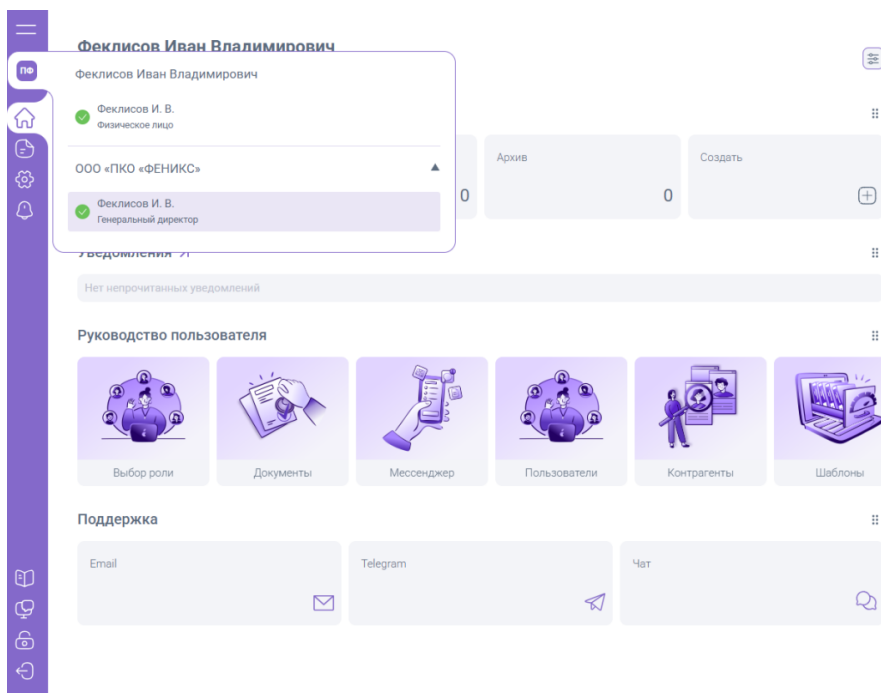 Феклисов Иван Владимирович
ПФ
Феклисов Иван Владимирович
Феклисов И. В.
Физическое лицо
ООО «ПКО «ФЕНИКС»
Феклисов И. В.
Генеральный директор
0
Архив
0
Создать
Уведомления
Нет непрочитанных уведомлений
Руководство пользователя
Выбор роли
Документы
Мессенджер
Пользователи
Контрагенты
Шаблоны
Поддержка
Email
Telegram
Чат